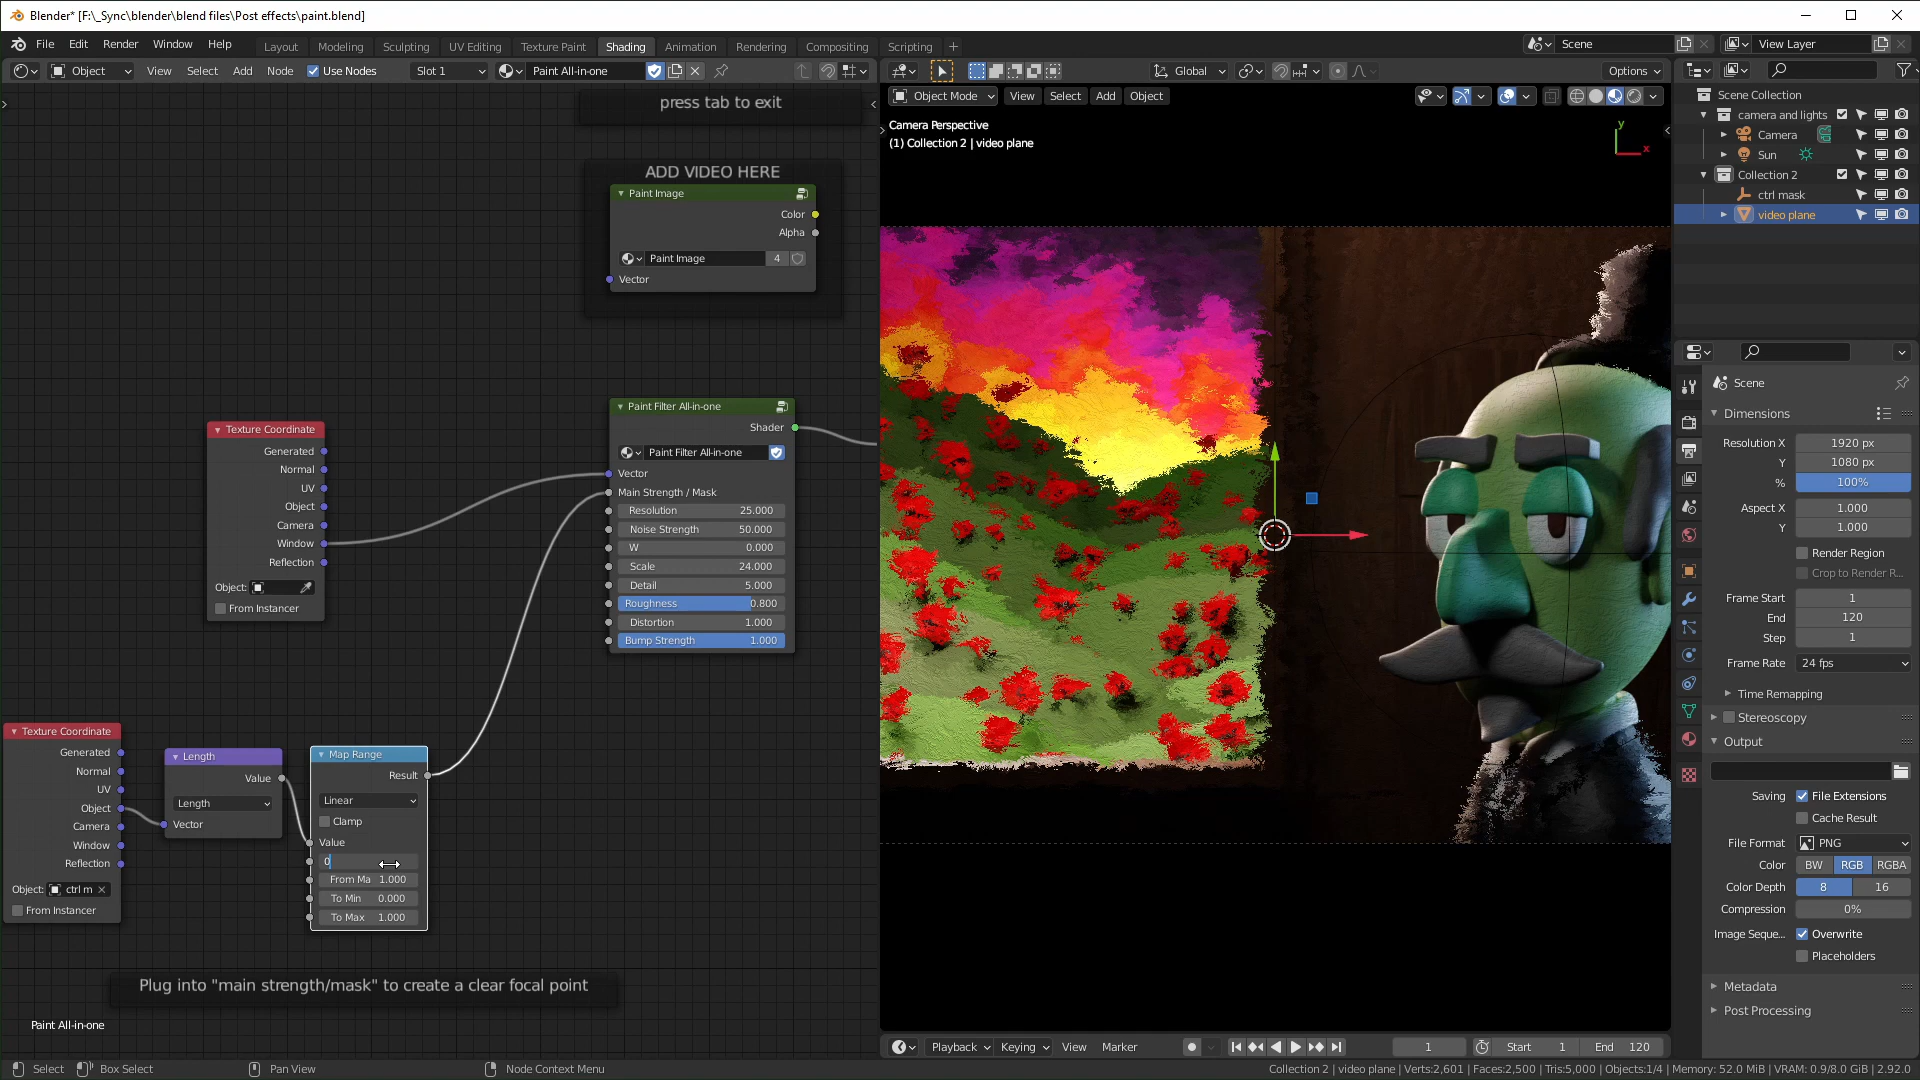 Blender* [F:\_Sync\blender\blend files\Post effects\paint.blend]
File Edit Render Window Help
Layout Modeling Sculpting UV Editing Texture Paint Shading Animation Rendering Compositing Scripting +
Scene
View Layer
Object View Select Add Node Use Nodes Slot 1 Paint All-in-one
Global
Options
press tab to exit
Object Mode View Select Add Object
Camera Perspective
(1) Collection 2 | video plane
y
x
ADD VIDEO HERE
Paint Image
Color
Alpha
Paint Image 4
Vector
Paint Filter All-in-one
Shader
Paint Filter All-in-one
Vector
Main Strength / Mask
Resolution 25.000
Noise Strength 50.000
W 0.000
Scale 24.000
Detail 5.000
Roughness 0.800
Distortion 1.000
Bump Strength 1.000
Texture Coordinate
Generated
Normal
UV
Object
Camera
Window
Reflection
Object:
From Instancer
Texture Coordinate
Generated
Normal
UV
Object
Camera
Window
Reflection
Object: ctrl m
From Instancer
Length
Value
Length
Vector
Map Range
Result
Linear
Clamp
Value
0
From Ma 1.000
To Min 0.000
To Max 1.000
Plug into "main strength/mask" to create a clear focal point
Paint All-in-one
Scene Collection
camera and lights
Camera
Sun
Collection 2
ctrl mask
video plane
Scene
Dimensions
Resolution X 1920 px
Y 1080 px
% 100%
Aspect X 1.000
Y 1.000
Render Region
Crop to Render R...
Frame Start 1
End 120
Step 1
Frame Rate 24 fps
Time Remapping
Stereoscopy
Output
Saving File Extensions
Cache Result
File Format PNG
Color BW RGB RGBA
Color Depth 8 16
Compression 0%
Image Seque... Overwrite
Placeholders
Metadata
Post Processing
Playback Keying View Marker
1 Start 1 End 120
Select Box Select Pan View Node Context Menu
Collection 2 | video plane | Verts:2,601 | Faces:2,500 | Tris:5,000 | Objects:1/4 | Memory: 52.0 MiB | VRAM: 0.9/8.0 GiB | 2.92.0